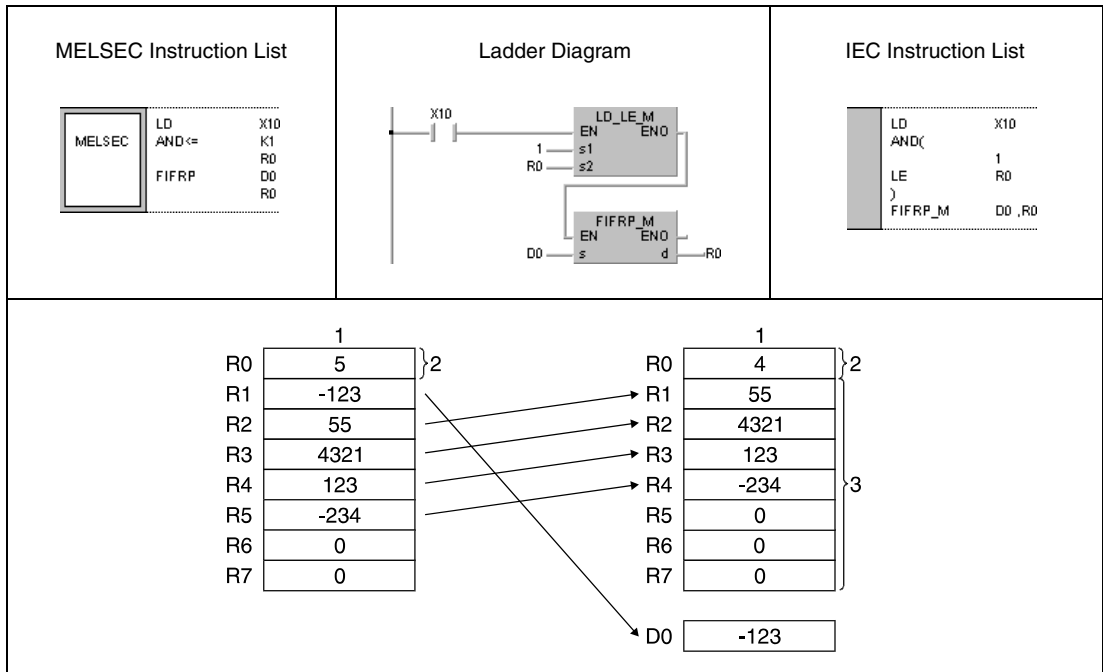 MELSEC Instruction List
MELSEC
LD X10
AND<= K1
R0
FIFRP D0
R0
Ladder Diagram
X10
LD_LE_M
EN ENO
1 s1
R0 s2
FIFRP_M
EN ENO
D0 s d R0
IEC Instruction List
LD X10
AND(
1
LE R0
)
FIFRP_M D0 ,R0
1
R0 5 2
R1 -123
R2 55
R3 4321
R4 123
R5 -234
R6 0
R7 0
1
R0 4 2
R1 55
R2 4321
R3 123
R4 -234 3
R5 0
R6 0
R7 0
D0 -123